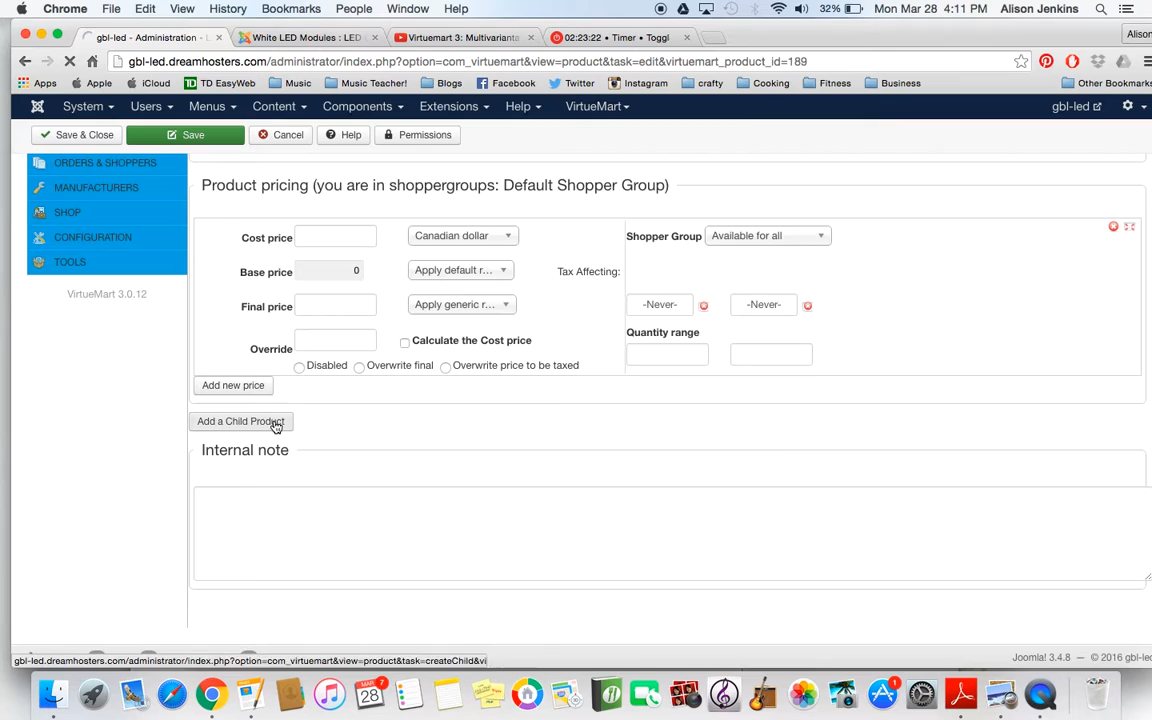 Chrome File Edit View History Bookmarks People Window Help 32% Mon Mar 28 4:11 PM Alison Jenkins
gbl-led - Administration - White LED Modules : LED Virtuemart 3: Multivarianta 02:23:22 • Timer • Toggl Alison
gbl-led.dreamhosters.com/administrator/index.php?option=com_virtuemart&view=product&task=edit&virtuemart_product_id=189
Apps Apple iCloud TD EasyWeb Music Music Teacher! Blogs Facebook Twitter Instagram crafty Fitness Business Other Bookmarks
System Users Menus Content Components Extensions Help VirtueMart gbl-led
Save & Close Save Cancel Help Permissions
ORDERS & SHOPPERS
MANUFACTURERS
SHOP
CONFIGURATION
TOOLS
VirtueMart 3.0.12
Product pricing (you are in shoppergroups: Default Shopper Group)
Cost price Canadian dollar Shopper Group Available for all
Base price 0 Apply default r... Tax Affecting:
Final price Apply generic r... -Never- -Never-
Quantity range
Override Calculate the Cost price
Disabled Overwrite final Overwrite price to be taxed
Add new price
Add a Child Product
Internal note
Joomla! 3.4.8 — © 2016 gbl-led
gbl-led.dreamhosters.com/administrator/index.php?option=com_virtuemart&view=product&task=createChild&vi